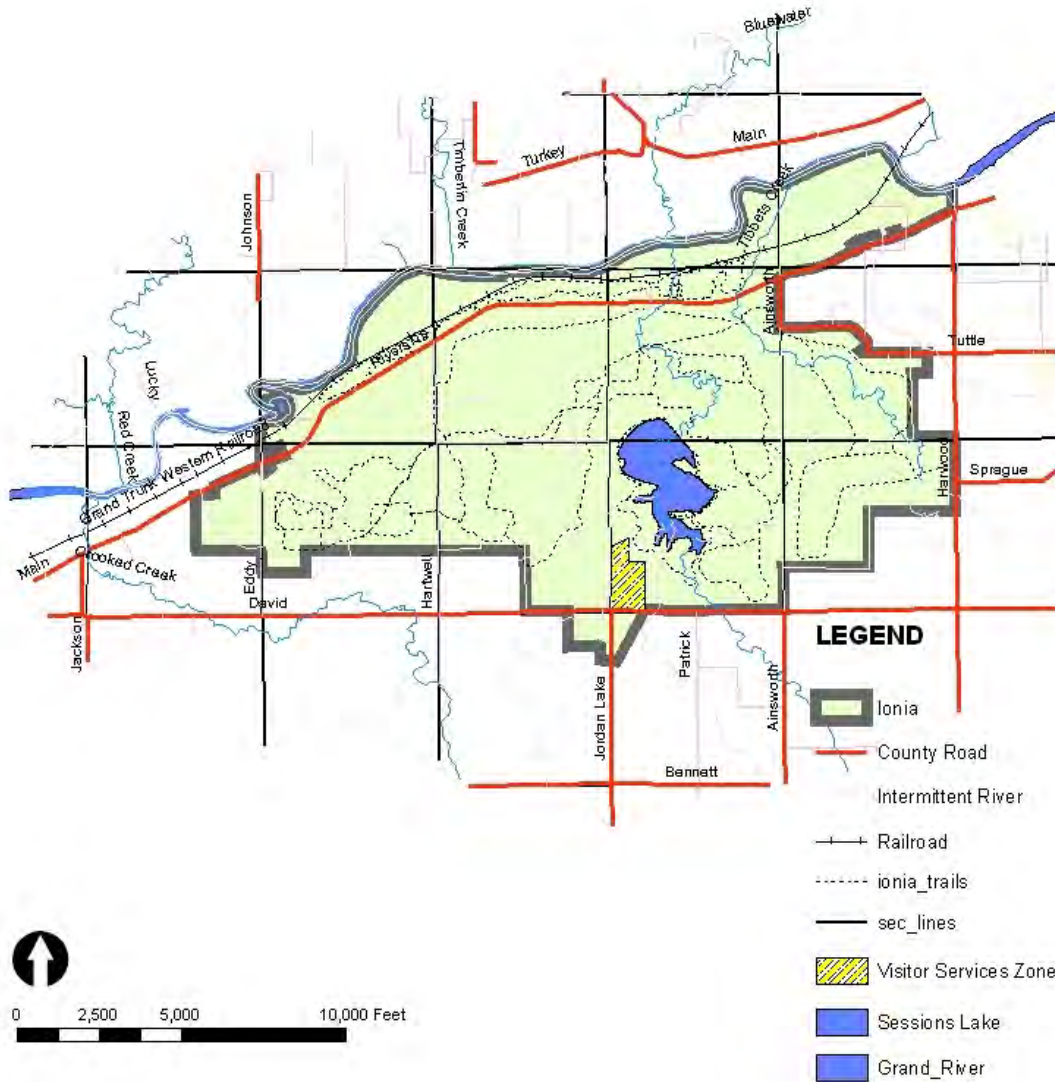 Bluewater
Main
Turkey
Timberlin Creek
Johnson
Tibbets Creek
Ainsworth
Riverside
Tuttle
Lucky
Red Creek
Grand Trunk Western Railroad
Harwood
Sprague
Main
Crooked Creek
Eddy
Hartwell
David
Jackson
Jordan Lake
Patrick
Ainsworth
Bennett
LEGEND
Ionia
County Road
Intermittent River
Railroad
ionia_trails
sec_lines
Visitor Services Zone
Sessions Lake
Grand_River
0 2,500 5,000 10,000 Feet